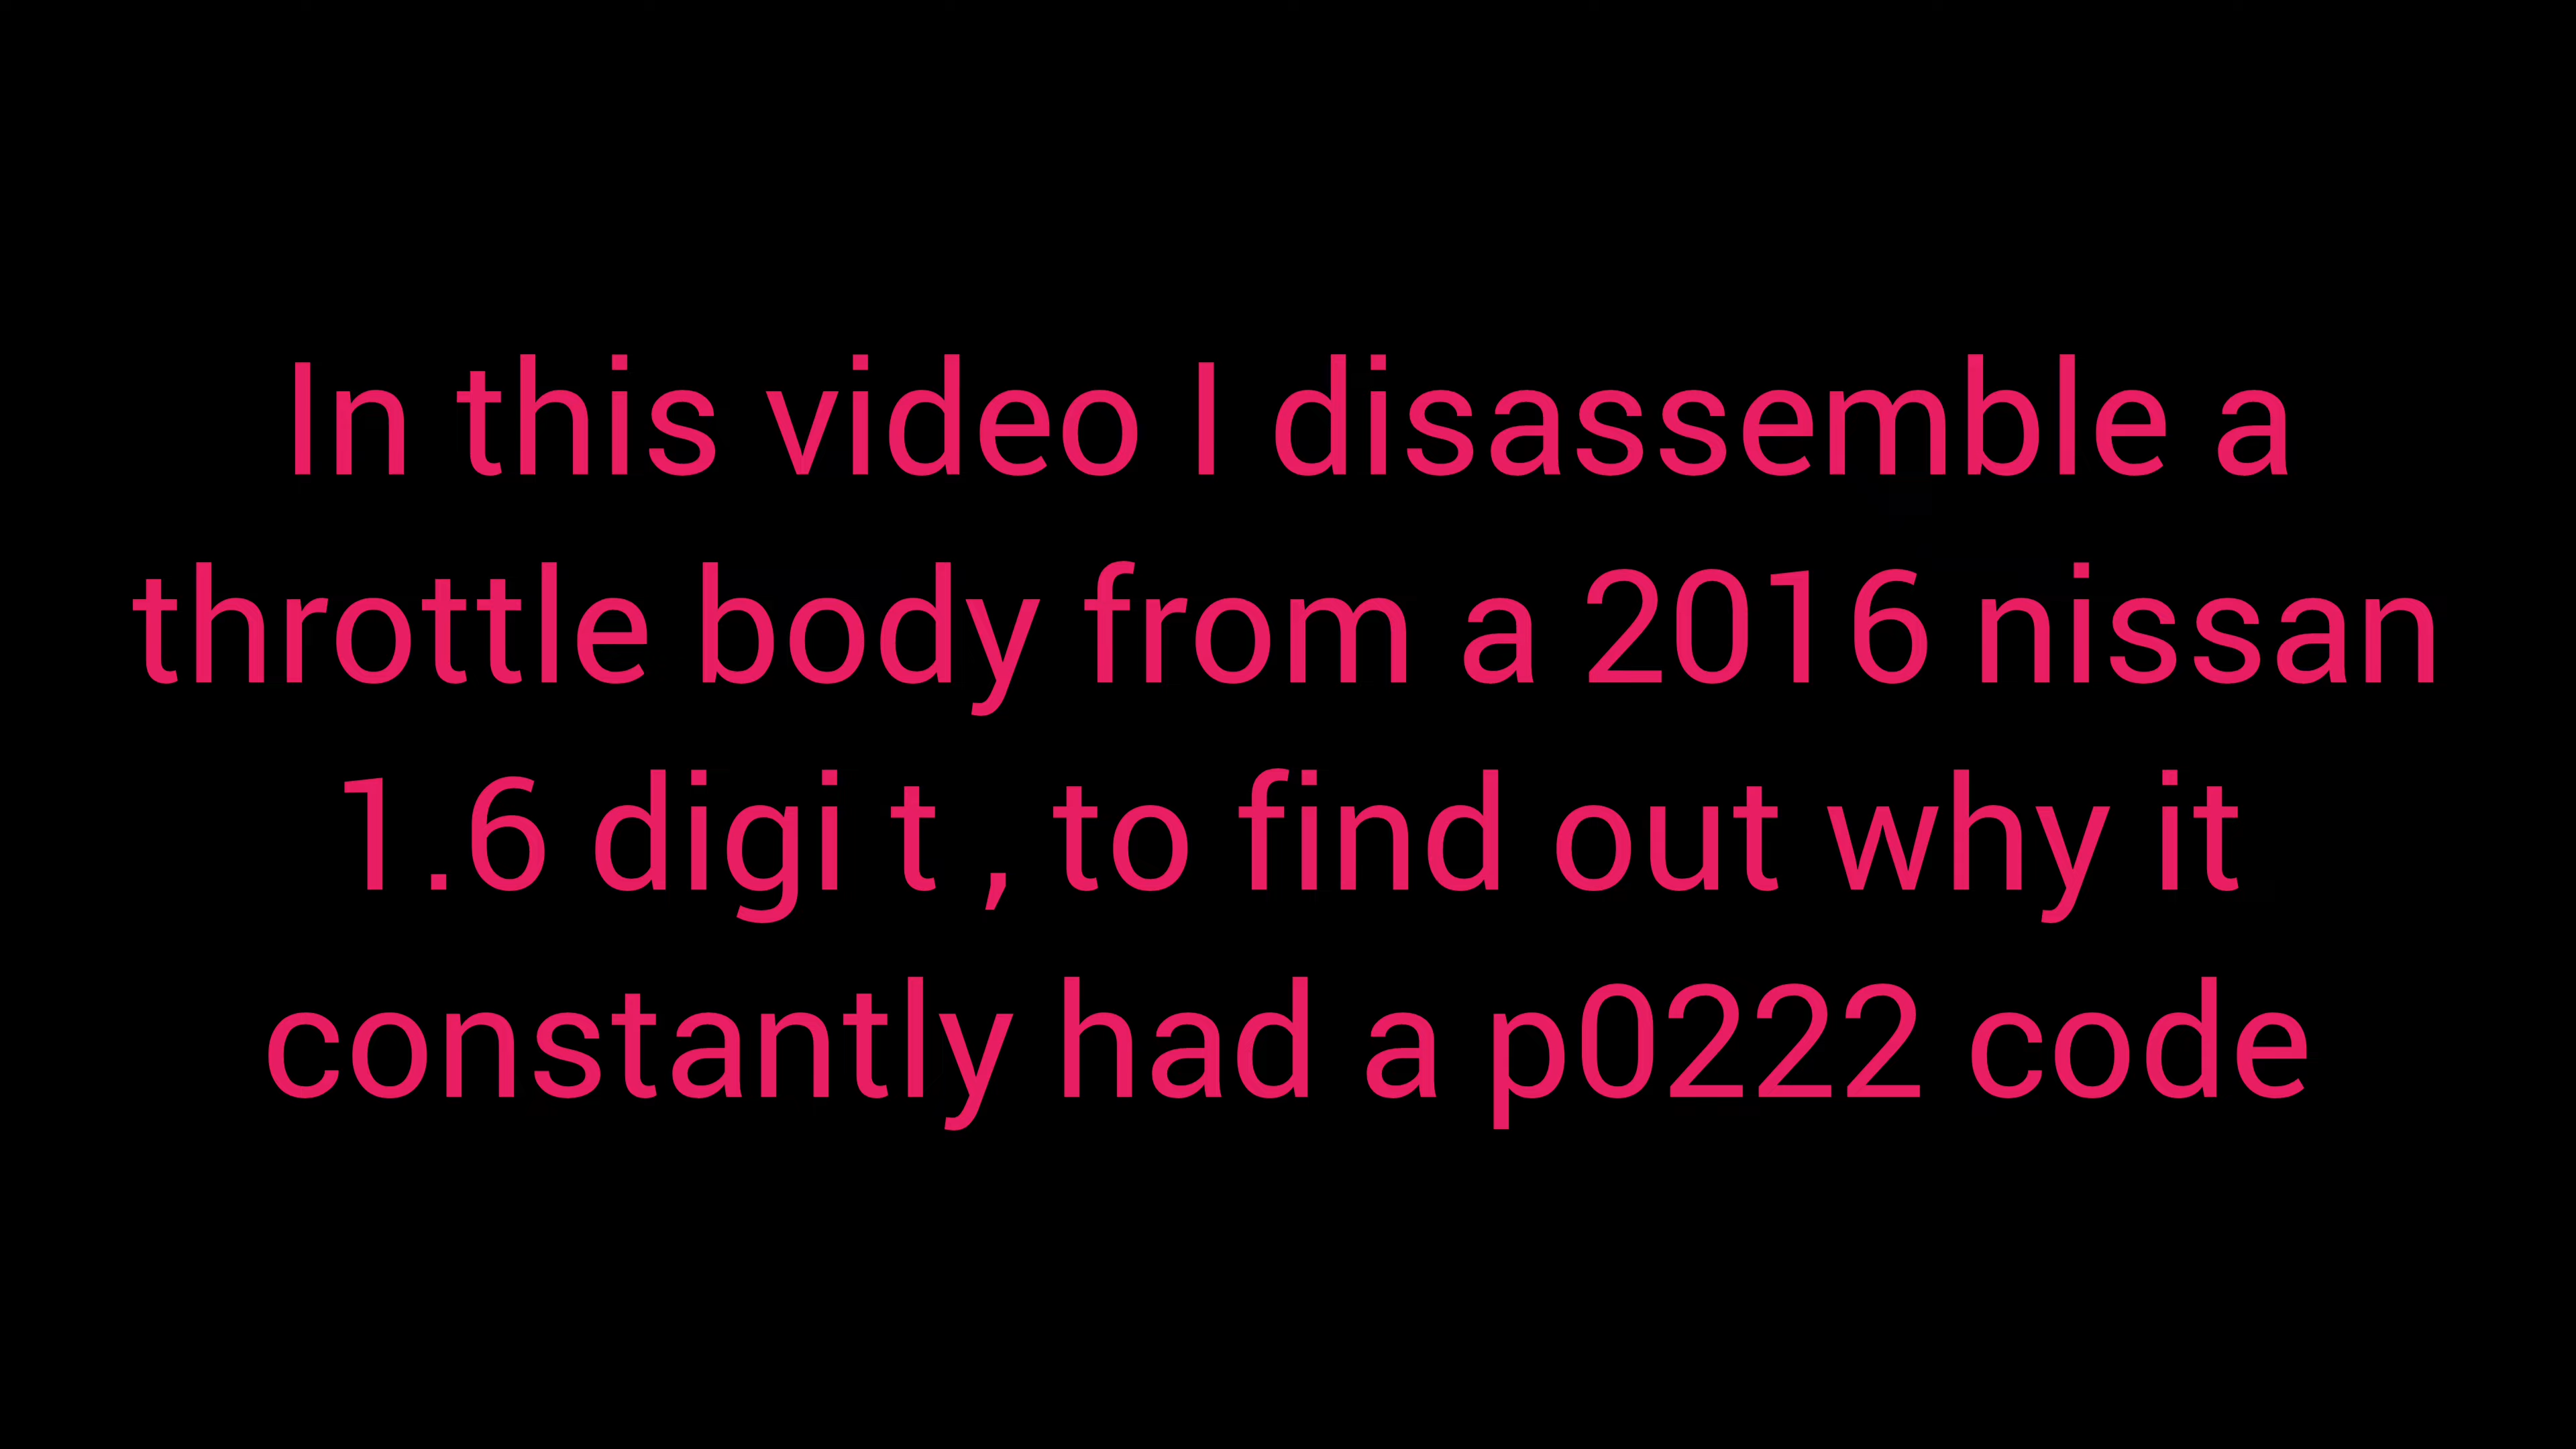 In this video I disassemble a
throttle body from a 2016 nissan
1.6 digi t , to find out why it
constantly had a p0222 code